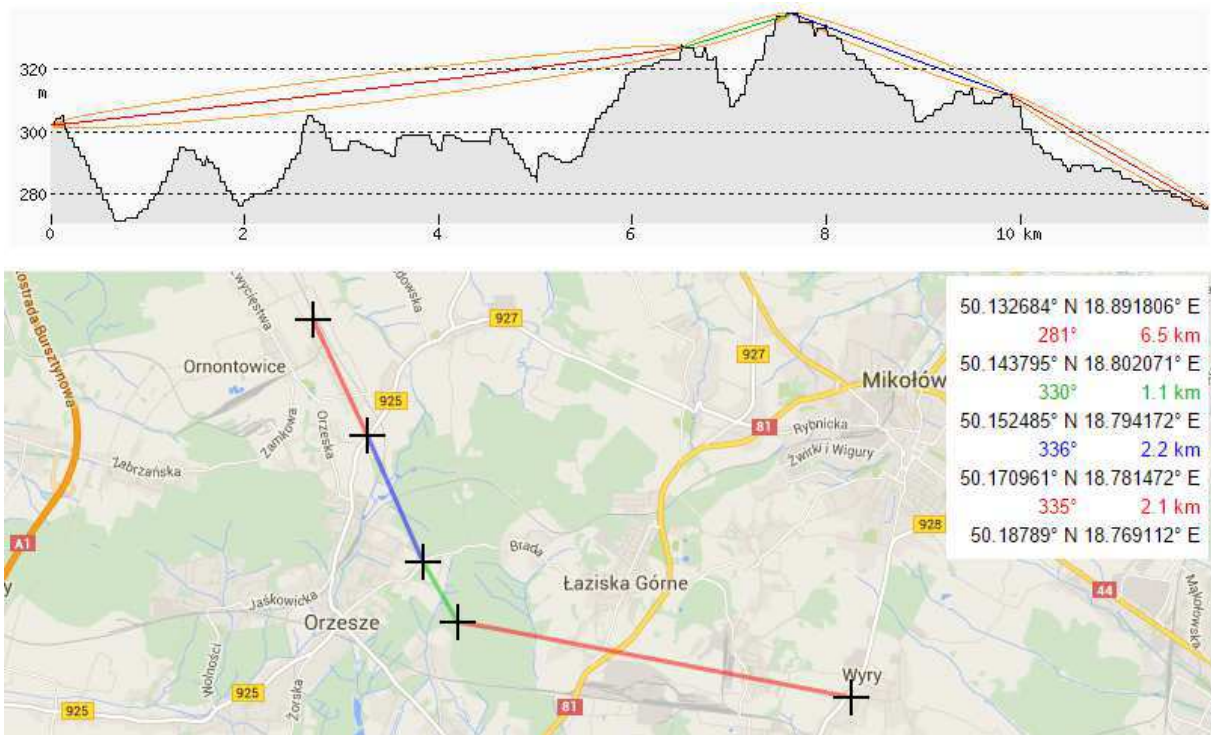 320
m
300
280
0 2 4 6 8 10 km
927
Ornontowice
925
927
Mikołów
Orzeska
Zamkowa
81
Rybnicka
Żwirki i Wigury
Zabrzańska
928
A1
Brada
Łaziska Górne
44
Jaśkowicka
Orzesze
Mąkołowska
Wolności
Wyry
925
Żorska
925
81
50.132684° N 18.891806° E
281° 6.5 km
50.143795° N 18.802071° E
330° 1.1 km
50.152485° N 18.794172° E
336° 2.2 km
50.170961° N 18.781472° E
335° 2.1 km
50.18789° N 18.769112° E